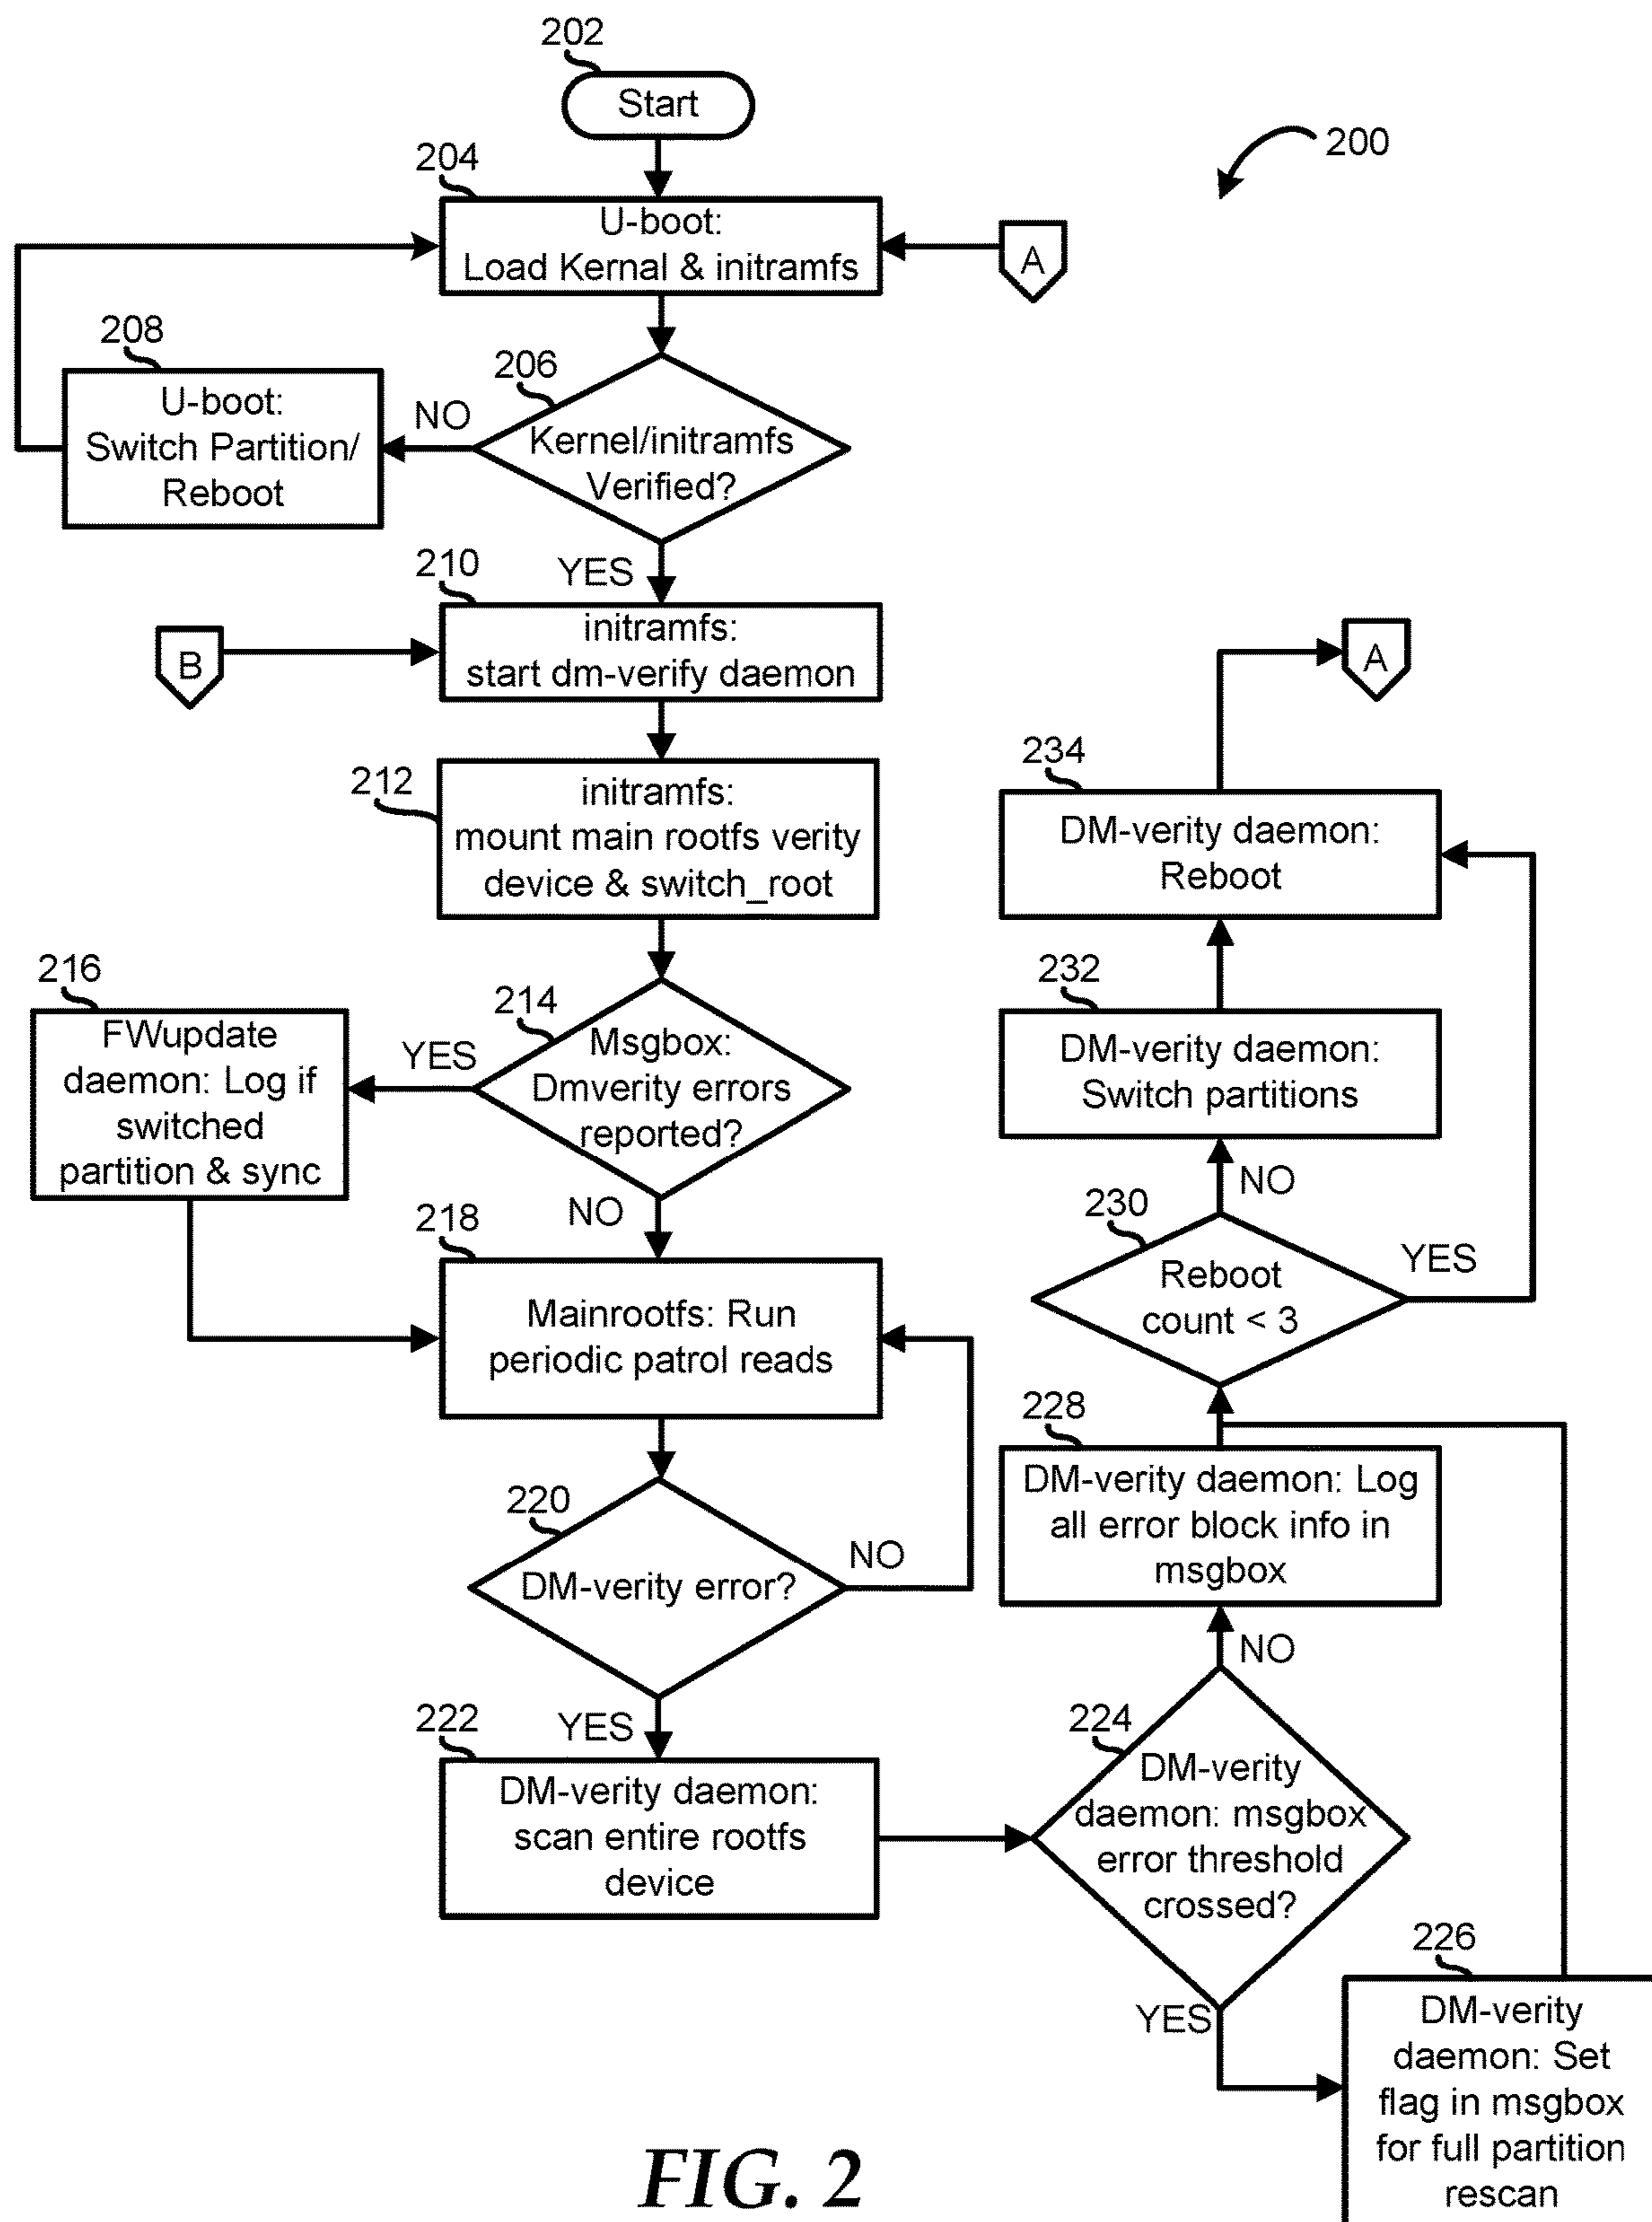 202
Start
200
204
U-boot:
Load Kernal & initramfs
A
208
U-boot:
Switch Partition/
Reboot
NO
206
Kernel/initramfs
Verified?
YES
210
initramfs:
start dm-verify daemon
B
212
initramfs:
mount main rootfs verity
device & switch_root
216
FWupdate
daemon: Log if
switched
partition & sync
YES
214
Msgbox:
Dmverity errors
reported?
NO
218
Mainrootfs: Run
periodic patrol reads
220
DM-verity error?
NO
YES
222
DM-verity daemon:
scan entire rootfs
device
A
234
DM-verity daemon:
Reboot
232
DM-verity daemon:
Switch partitions
NO
230
Reboot
count < 3
YES
228
DM-verity daemon: Log
all error block info in
msgbox
NO
224
DM-verity
daemon: msgbox
error threshold
crossed?
YES
226
DM-verity
daemon: Set
flag in msgbox
for full partition
rescan
FIG. 2